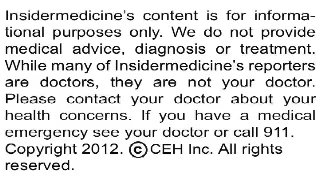 Insidermedicine's content is for informa-
tional purposes only. We do not provide
medical advice, diagnosis or treatment.
While many of Insidermedicine's reporters
are doctors, they are not your doctor.
Please contact your doctor about your
health concerns. If you have a medical
emergency see your doctor or call 911.
Copyright 2012. ©CEH Inc. All rights
reserved.